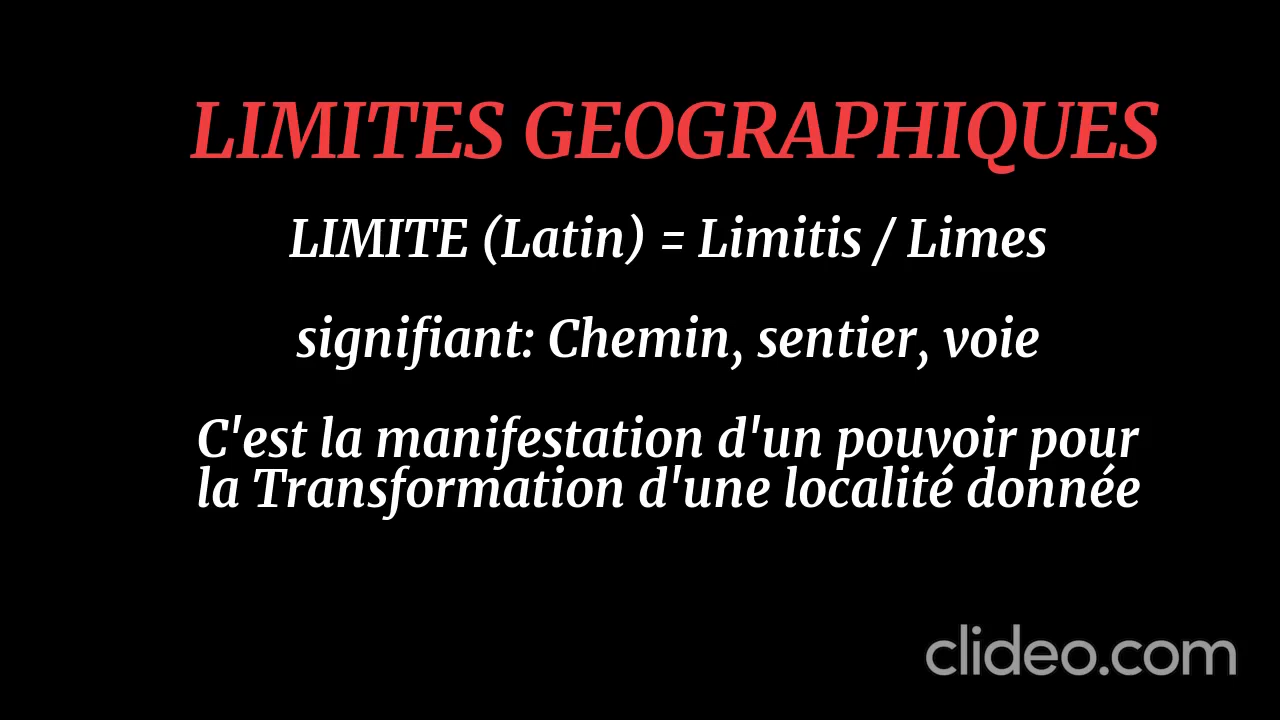 LIMITES GEOGRAPHIQUES
LIMITE (Latin) = Limitis / Limes
signifiant: Chemin, sentier, voie
C'est la manifestation d'un pouvoir pour
la Transformation d'une localité donnée
clideo.com